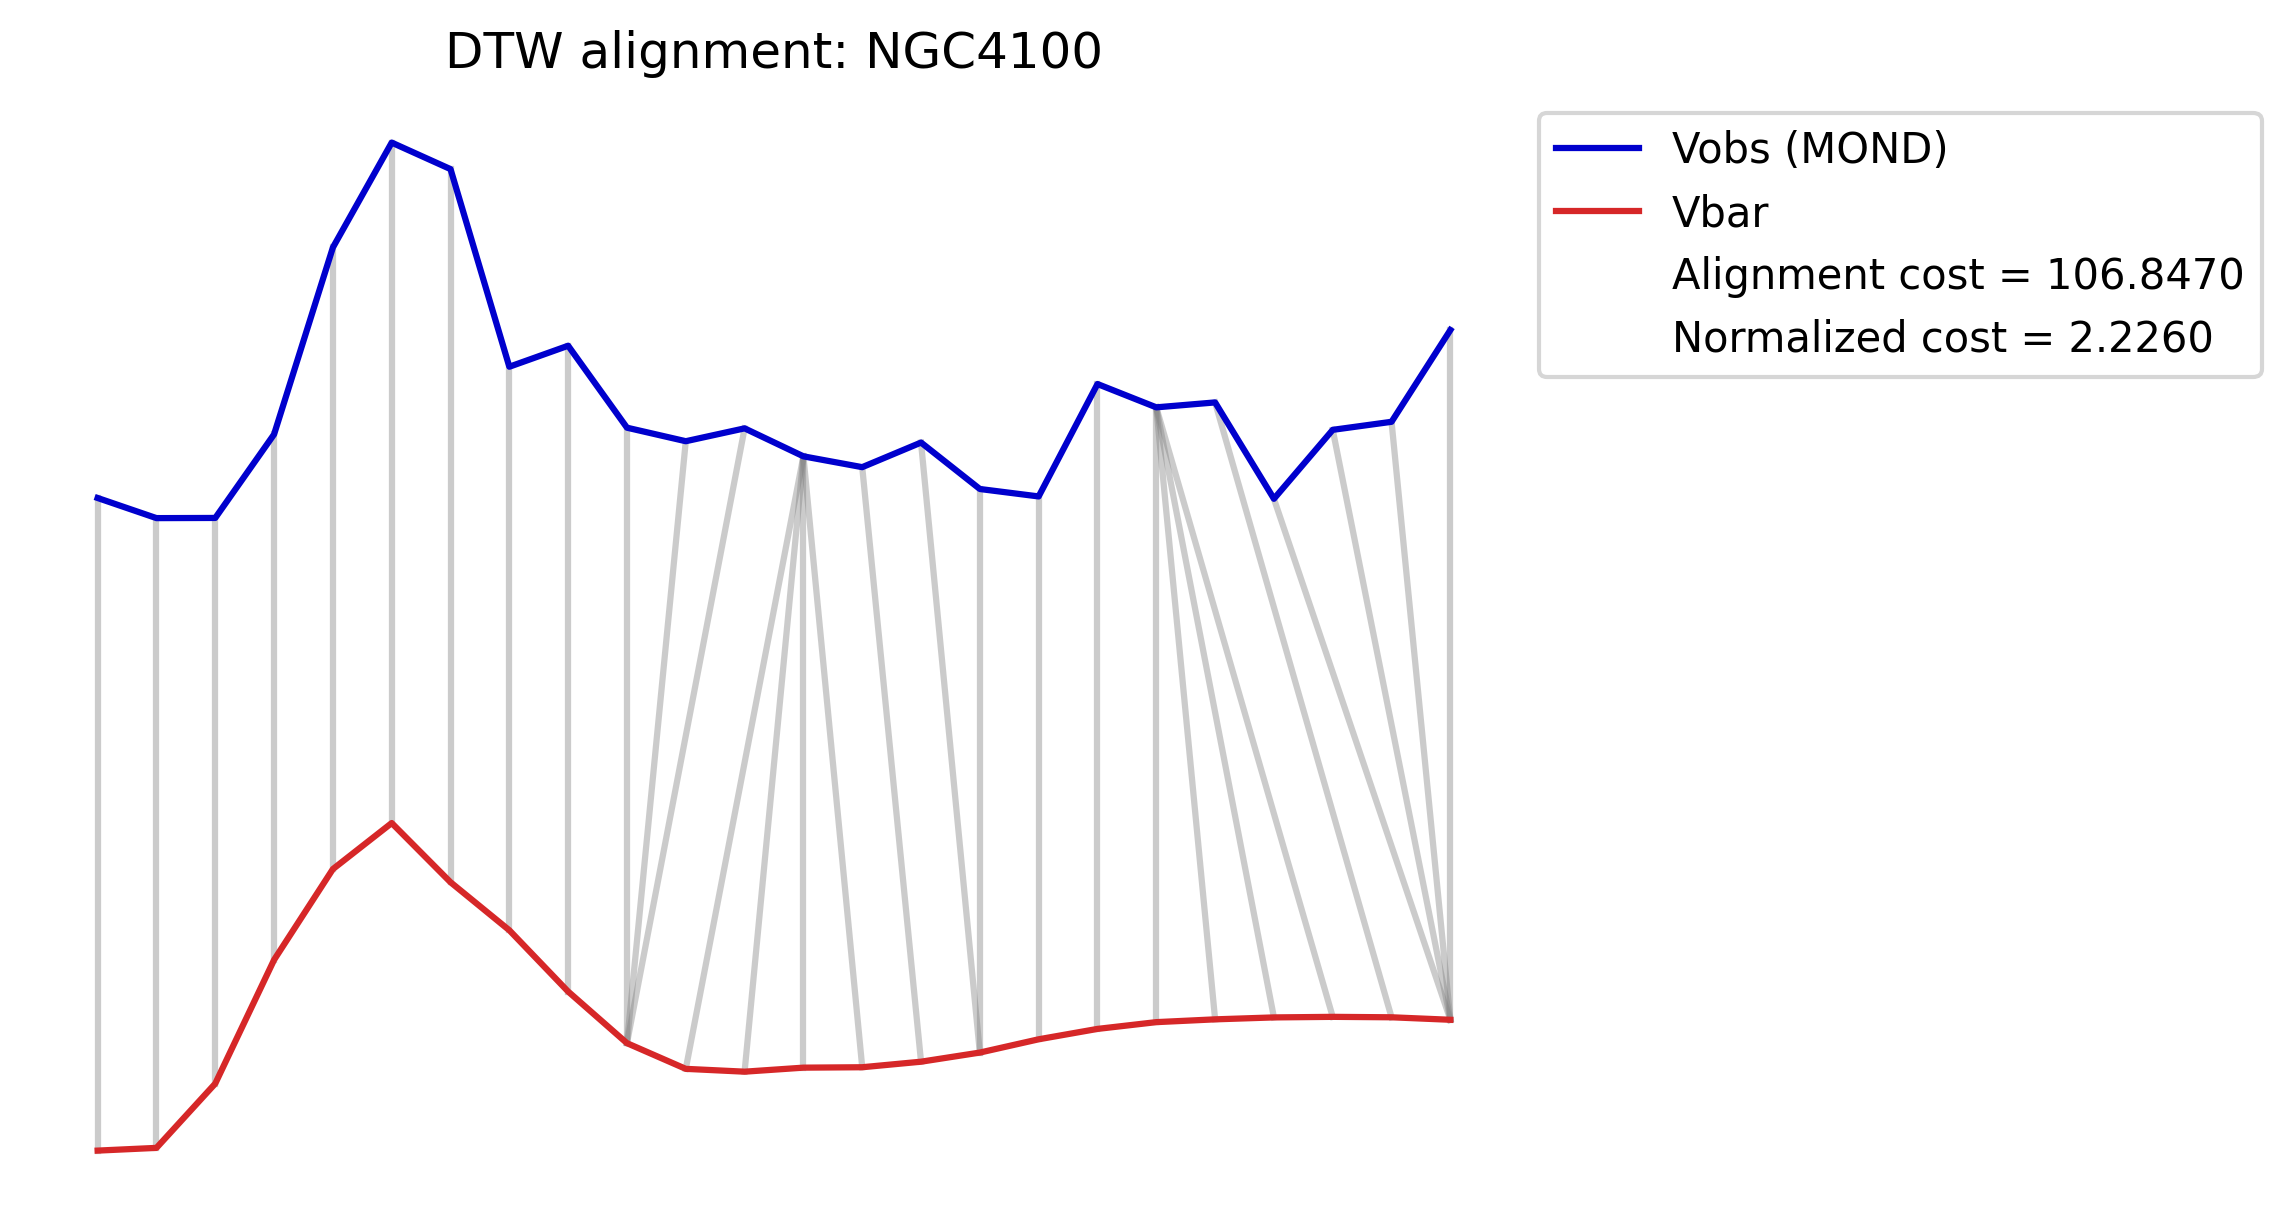 DTW alignment: NGC4100
Vobs (MOND)
Vbar
Alignment cost = 106.8470
Normalized cost = 2.2260